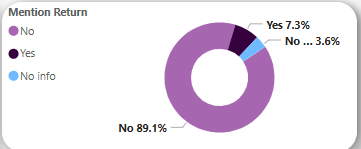 Mention Return
No
Yes
No info
Yes 7.3%
No ... 3.6%
No 89.1%